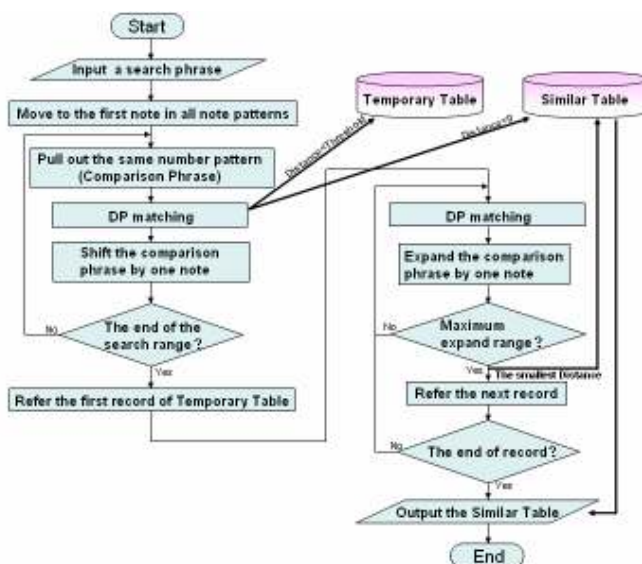 Start
Input a search phrase
Move to the first note in all note patterns
Pull out the same number pattern
(Comparison Phrase)
DP matching
Shift the comparison
phrase by one note
The end of the
search range?
No
Yes
Refer the first record of Temporary Table
Temporary Table
Similar Table
Distance<Threshold
Distance=0
DP matching
Expand the comparison
phrase by one note
Maximum
expand range?
No
Yes
The smallest Distance
Refer the next record
The end of record?
No
Yes
Output the Similar Table
End